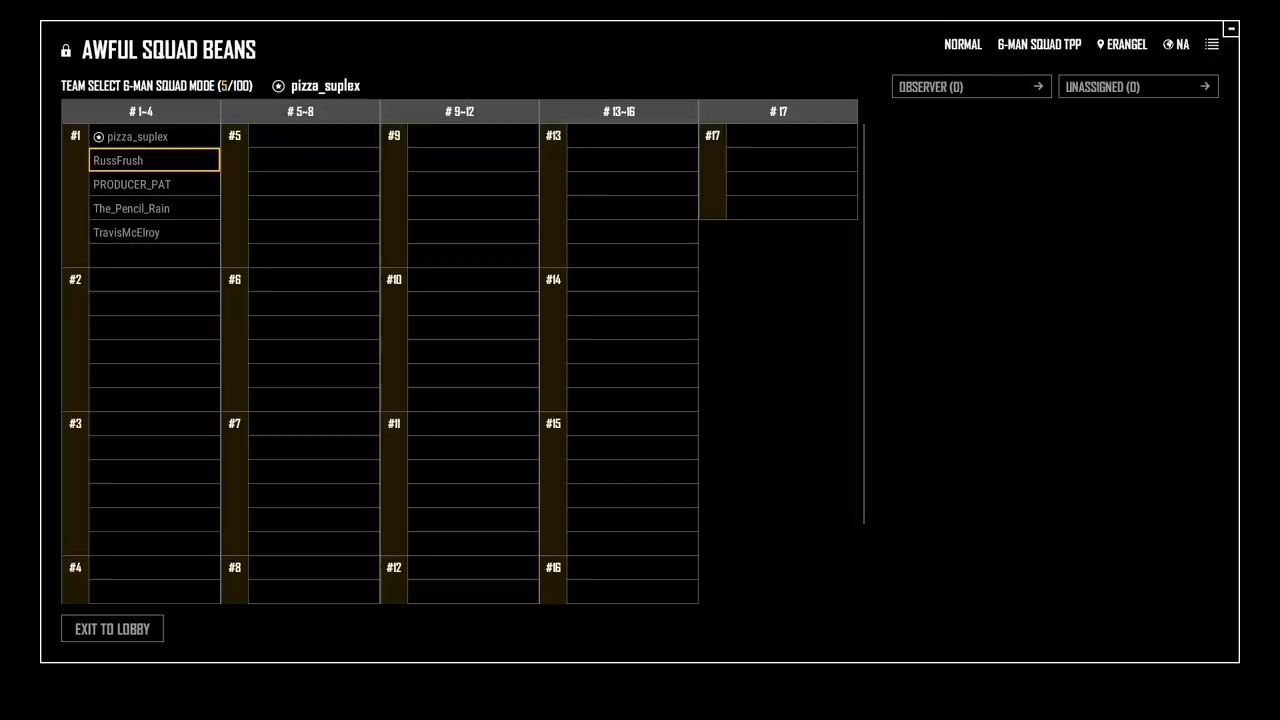 AWFUL SQUAD BEANS
NORMAL 6-MAN SQUAD TPP ERANGEL NA
TEAM SELECT 6-MAN SQUAD MODE (5/100) pizza_suplex
OBSERVER (0) UNASSIGNED (0)
# 1~4 # 5~8 # 9~12 # 13~16 # 17
#1 pizza_suplex #5 #9 #13 #17
RussFrush
PRODUCER_PAT
The_Pencil_Rain
TravisMcElroy
#2 #6 #10 #14
#3 #7 #11 #15
#4 #8 #12 #16
EXIT TO LOBBY